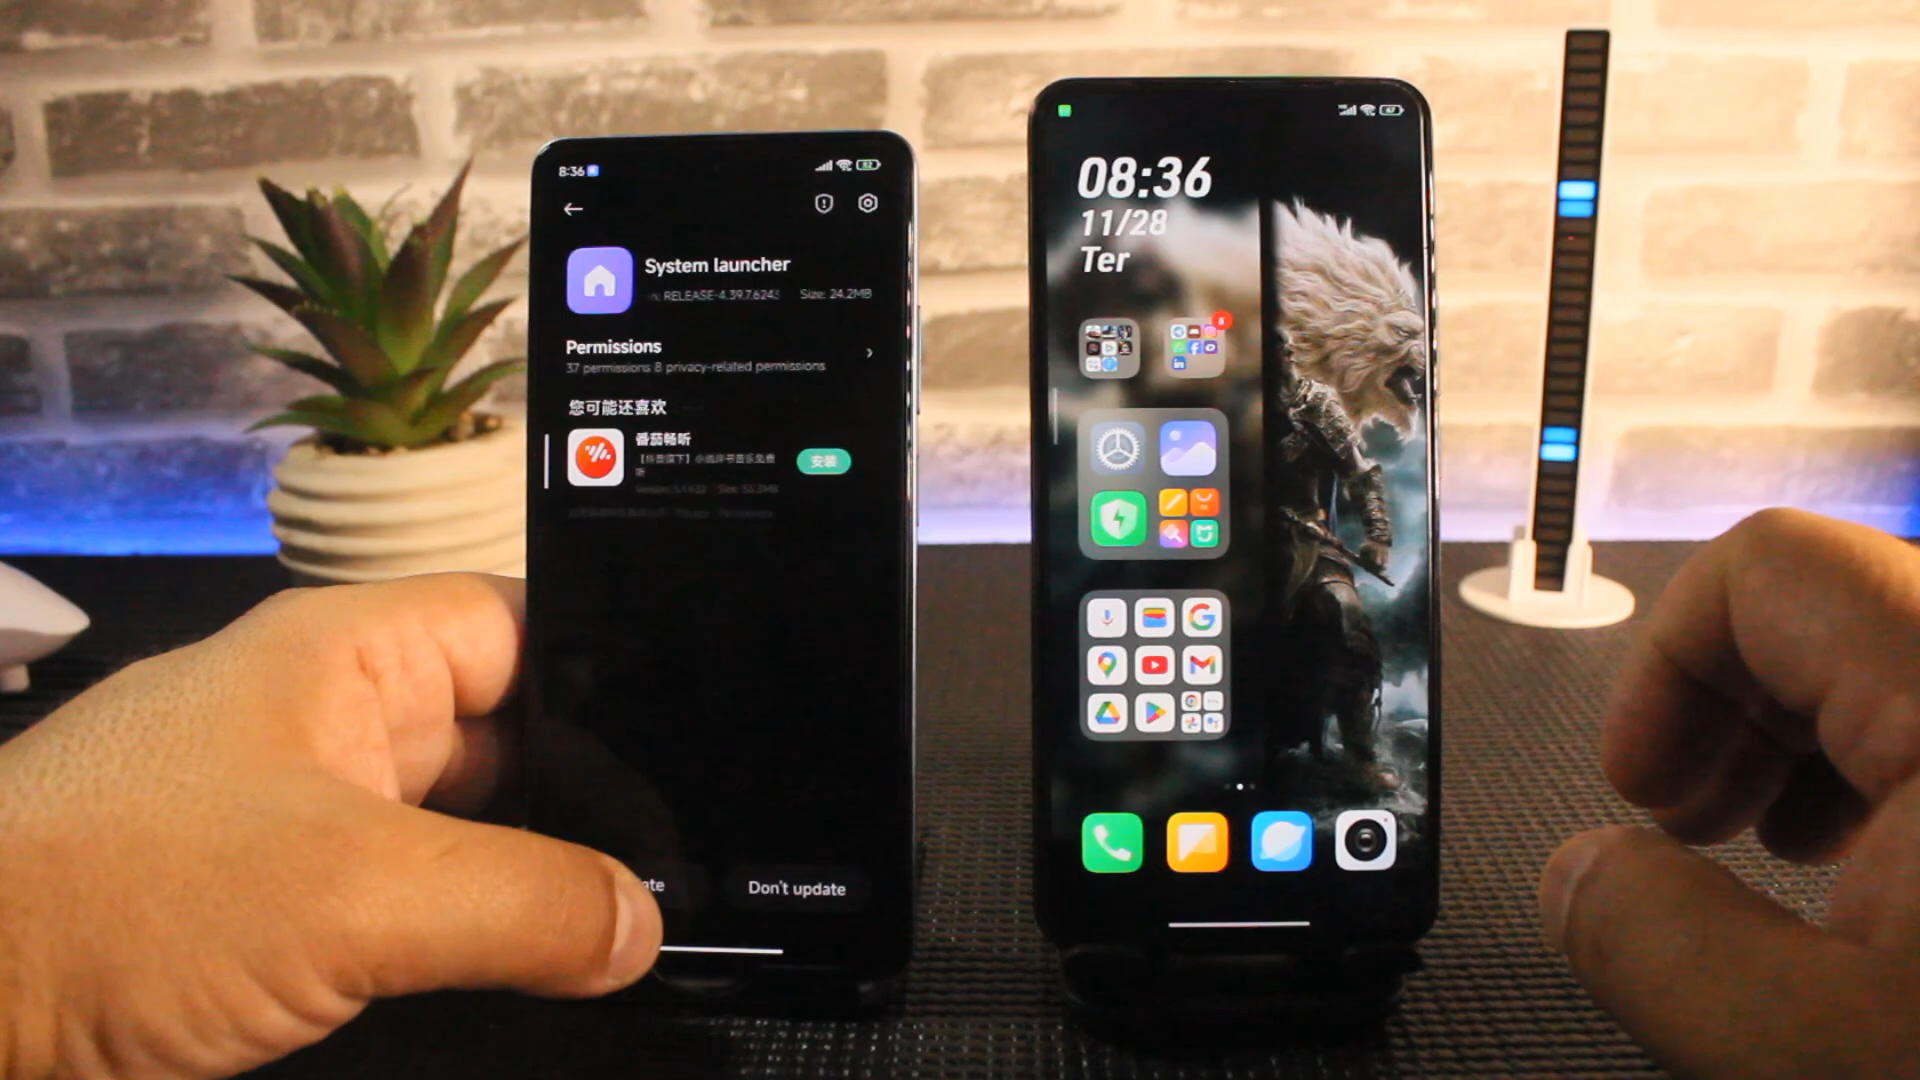 8:36
System launcher
RELEASE-4.39.7.6243
Size: 24.2MB
Permissions
37 permissions 8 privacy-related permissions
您可能还喜欢
番茄畅听
安装
ate
Don't update
08:36
11/28
Ter